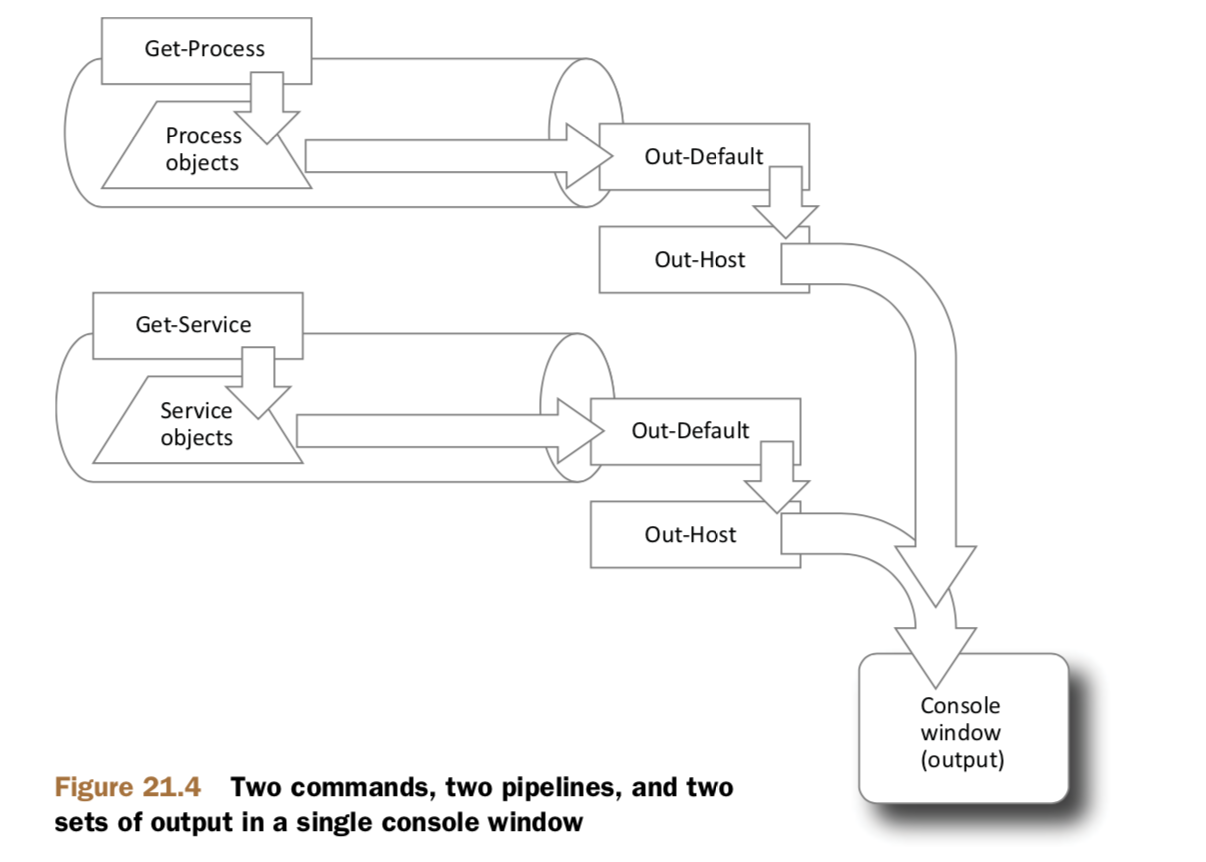 Get-Process
Process
objects
Out-Default
Out-Host
Get-Service
Service
objects
Out-Default
Out-Host
Console
window
(output)
Figure 21.4 Two commands, two pipelines, and two
sets of output in a single console window